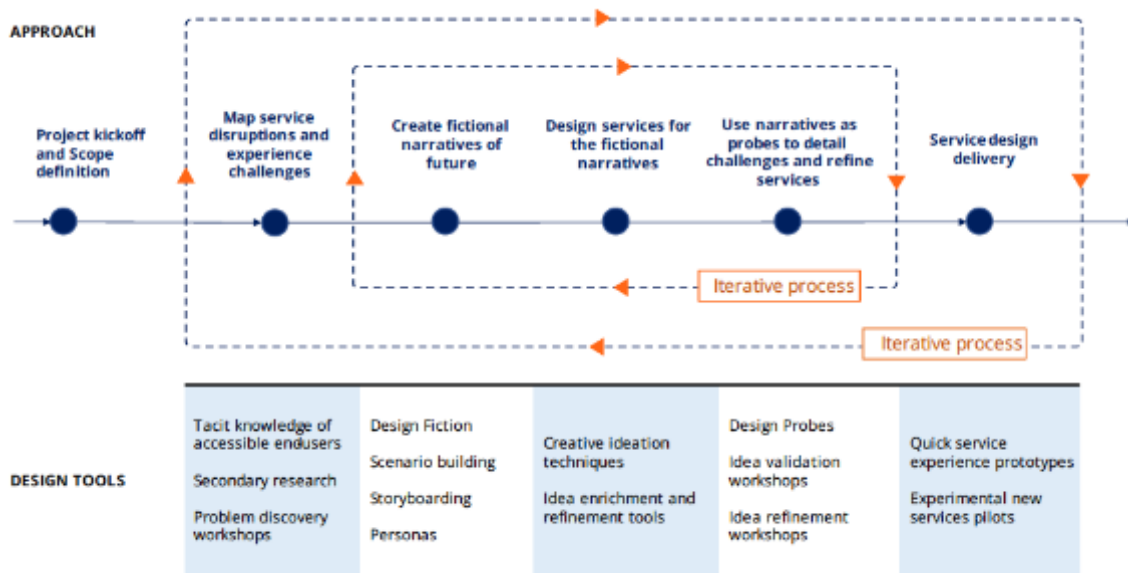 APPROACH
Project kickoff
and Scope
definition
Map service
disruptions and
experience
challenges
Create fictional
narratives of
future
Design services for
the fictional
narratives
Use narratives as
probes to detail
challenges and refine
services
Service design
delivery
Iterative process
Iterative process
DESIGN TOOLS
Tacit knowledge of
accessible endusers
Secondary research
Problem discovery
workshops
Design Fiction
Scenario building
Storyboarding
Personas
Creative ideation
techniques
Idea enrichment and
refinement tools
Design Probes
Idea validation
workshops
Idea refinement
workshops
Quick service
experience prototypes
Experimental new
services pilots